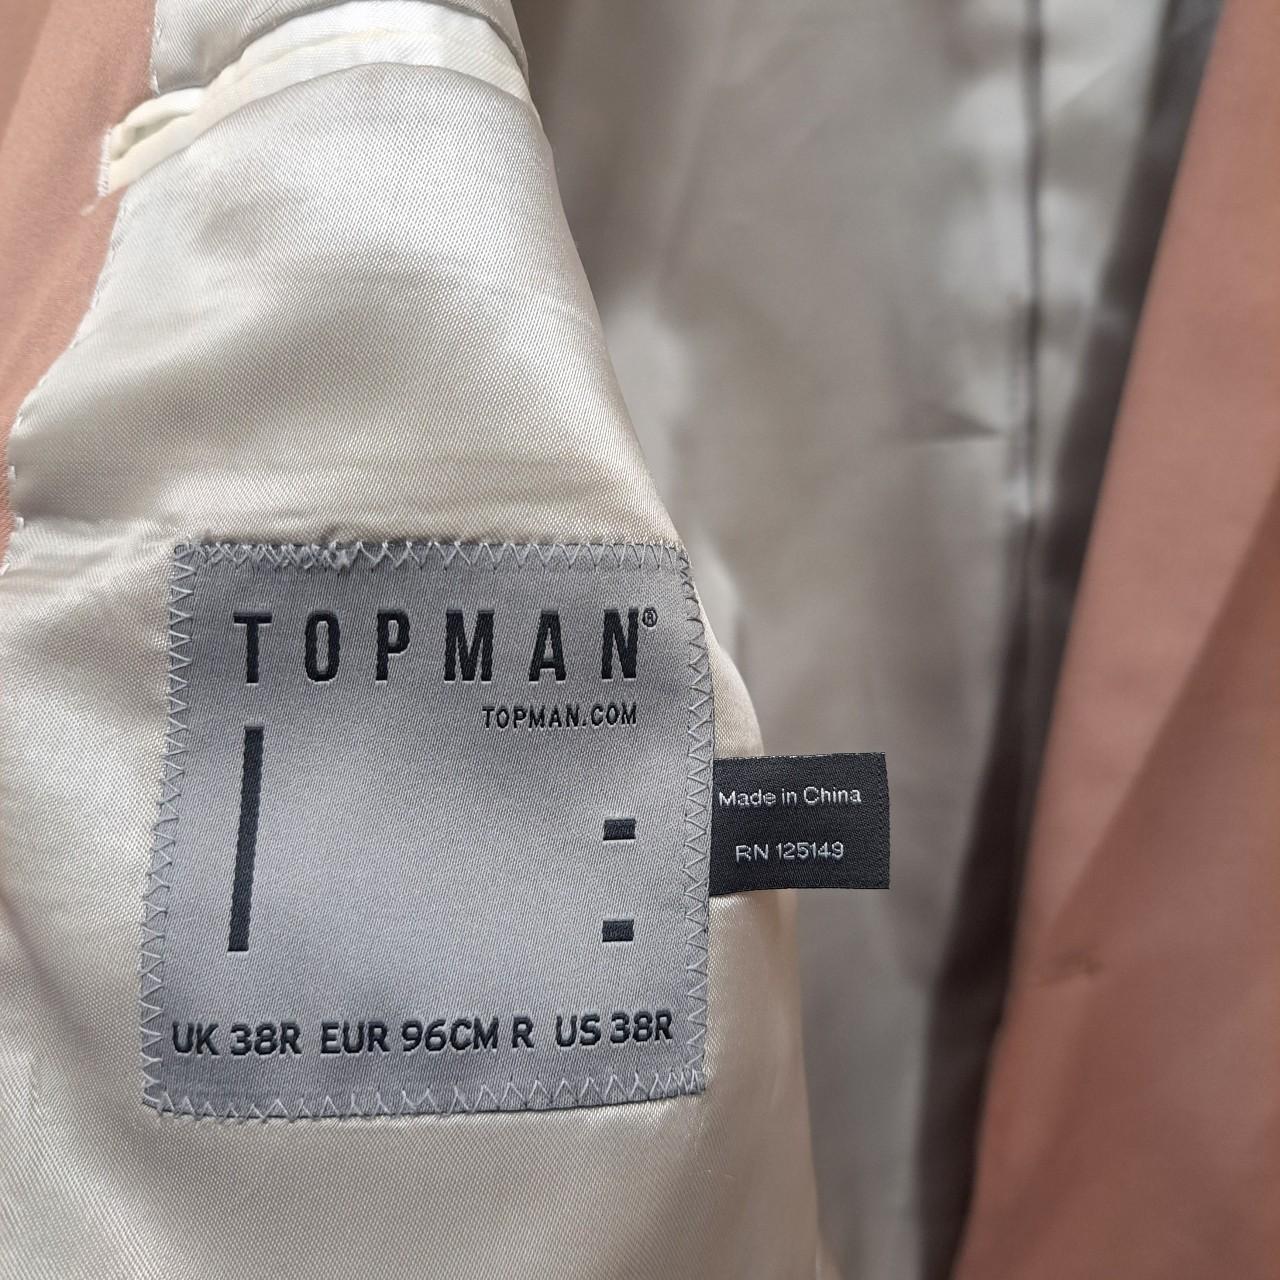 TOPMAN®
TOPMAN.COM
Made in China
RN 125149
UK 38R EUR 96CM R US 38R